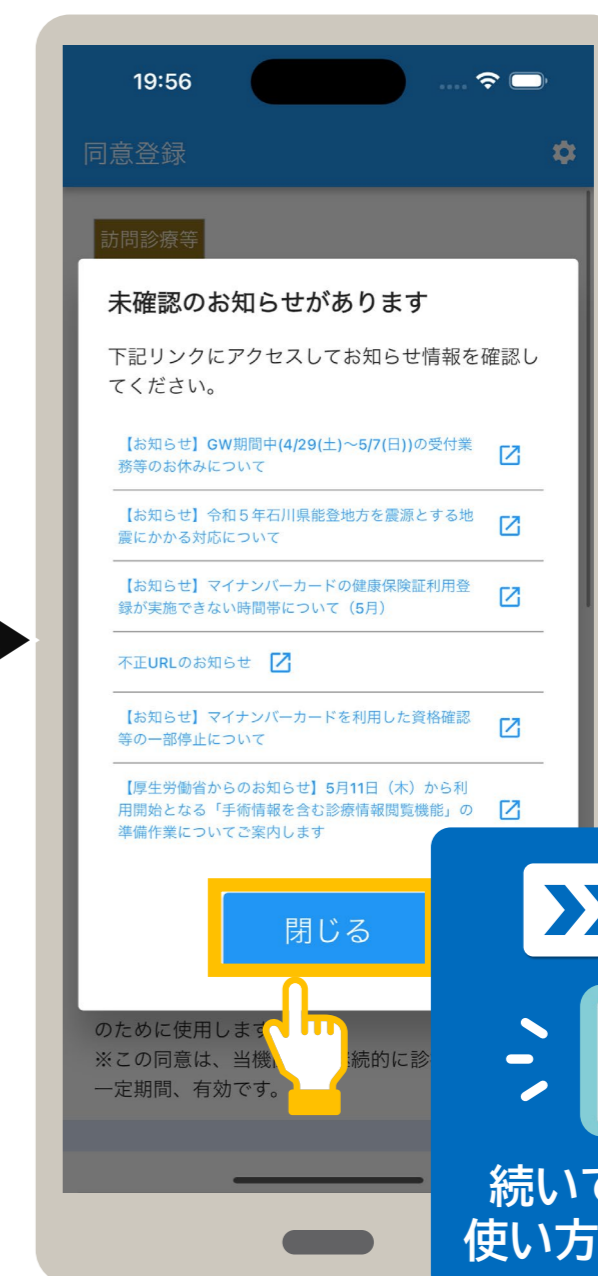 19:56
同意登録
訪問診療等
未確認のお知らせがあります
下記リンクにアクセスしてお知らせ情報を確認し
てください。
【お知らせ】GW期間中(4/29(土)～5/7(日))の受付業
務等のお休みについて
【お知らせ】令和５年石川県能登地方を震源とする地
震にかかる対応について
【お知らせ】マイナンバーカードの健康保険証利用登
録が実施できない時間帯について（5月）
不正URLのお知らせ
【お知らせ】マイナンバーカードを利用した資格確認
等の一部停止について
【厚生労働省からのお知らせ】5月11日（木）から利
用開始となる「手術情報を含む診療情報閲覧機能」の
準備作業についてご案内します
閉じる
のために使用します
※この同意は、当機 続的に診
一定期間、有効です。
続いて
使い方